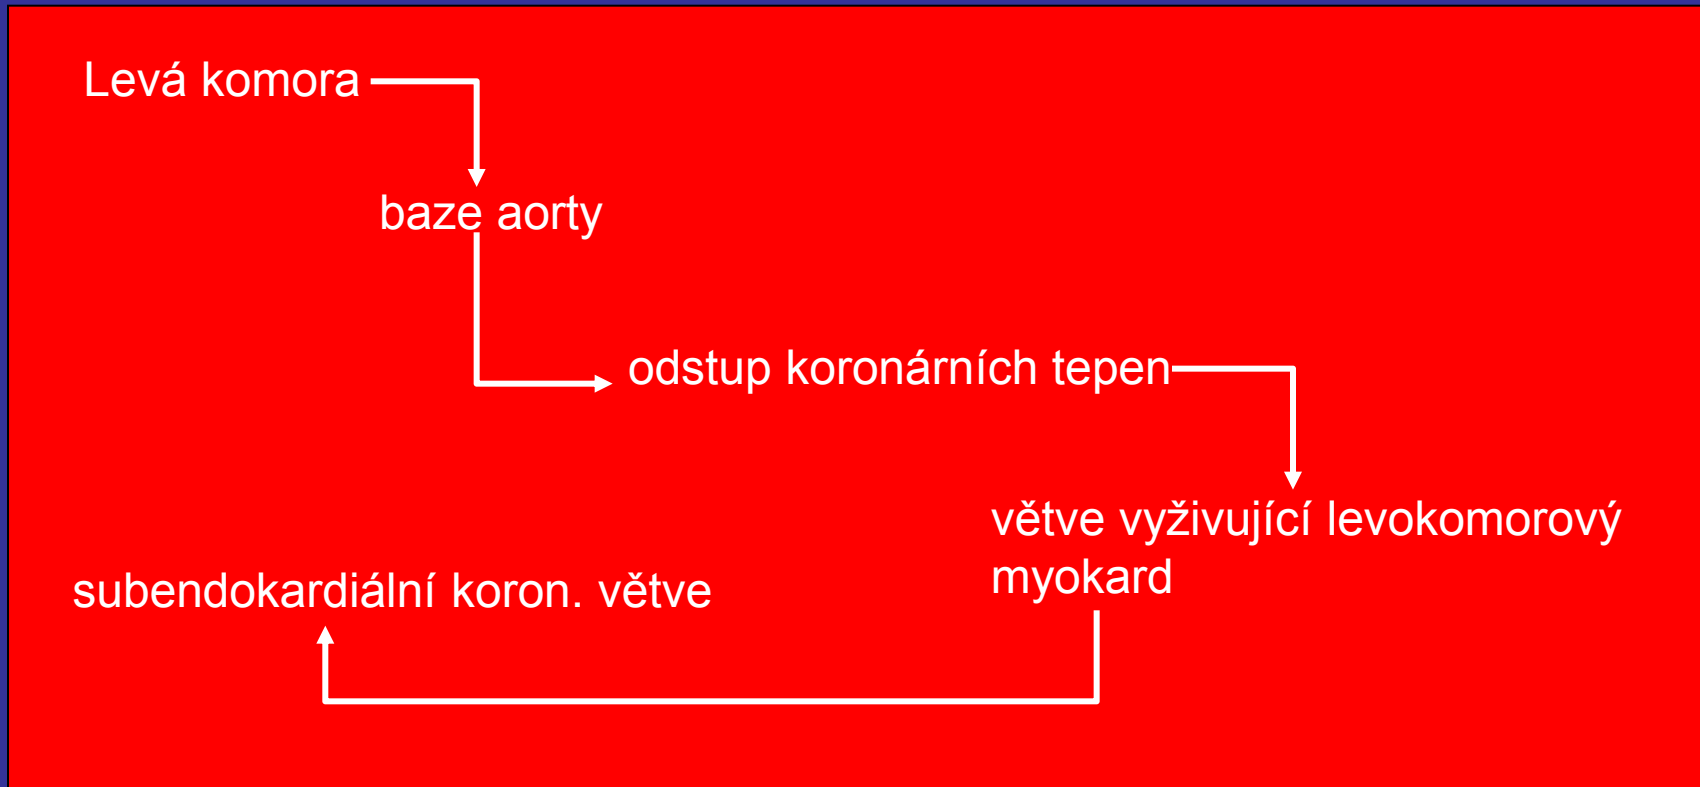 Levá komora
baze aorty
odstup koronárních tepen
větve vyživující levokomorový
myokard
subendokardiální koron. větve